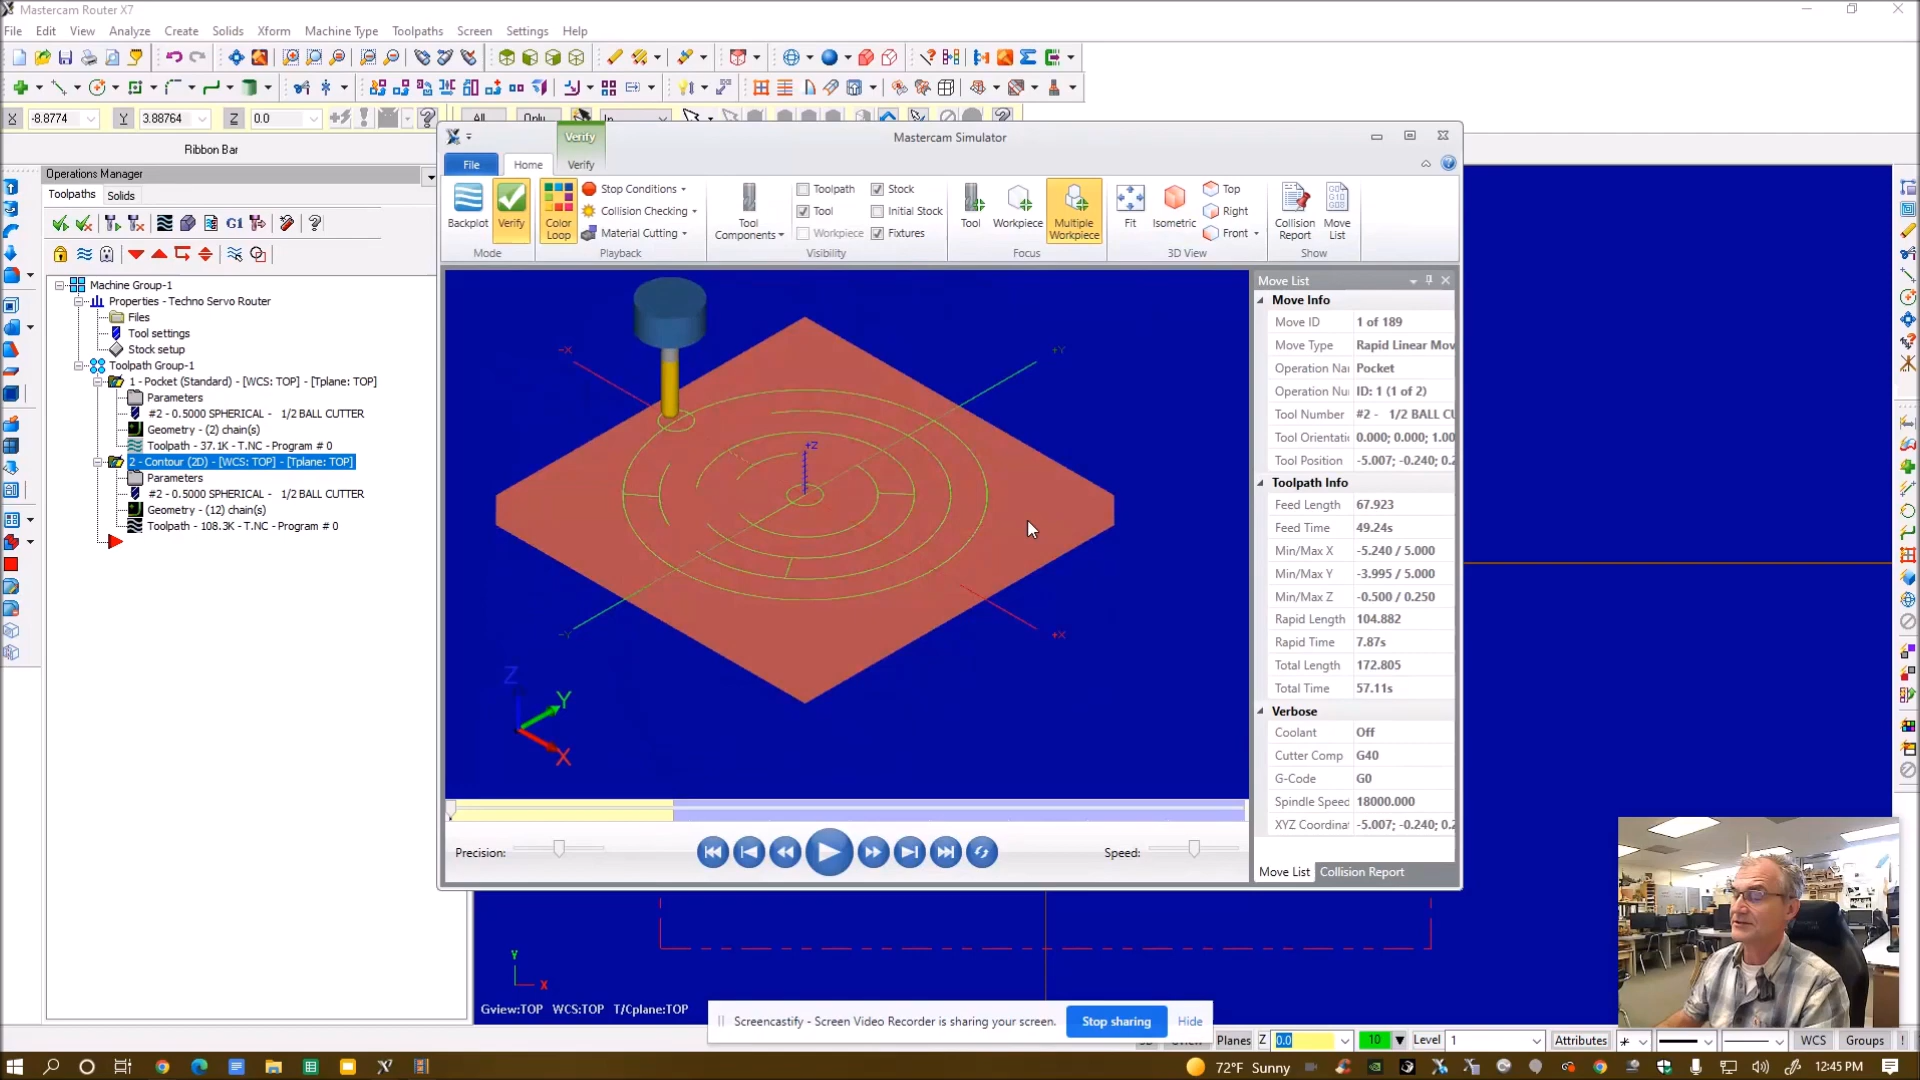 Mastercam Router X7
File Edit View Analyze Create Solids Xform Machine Type Toolpaths Screen Settings Help
X -8.8774 Y 3.88764 Z 0.0
Ribbon Bar
Operations Manager
Toolpaths Solids
G1
Machine Group-1
Properties - Techno Servo Router
Files
Tool settings
Stock setup
Toolpath Group-1
1 - Pocket (Standard) - [WCS: TOP] - [Tplane: TOP]
Parameters
#2 - 0.5000 SPHERICAL - 1/2 BALL CUTTER
Geometry - (2) chain(s)
Toolpath - 37.1K - T.NC - Program # 0
2 - Contour (2D) - [WCS: TOP] - [Tplane: TOP]
Parameters
#2 - 0.5000 SPHERICAL - 1/2 BALL CUTTER
Geometry - (12) chain(s)
Toolpath - 108.3K - T.NC - Program # 0
Verify
Mastercam Simulator
File Home Verify
Backplot Verify
Mode
Color Loop
Stop Conditions
Collision Checking
Material Cutting
Playback
Tool Components
Toolpath Stock
Tool Initial Stock
Workpiece Fixtures
Visibility
Tool Workpiece Multiple Workpiece
Focus
Fit Isometric
Top
Right
Front
3D View
Collision Report
Move List
Show
-X +Y
+Z
-Y +X
Z
Y
X
Precision: Speed:
Move List
Move Info
Move ID 1 of 189
Move Type Rapid Linear Mov
Operation Nai Pocket
Operation Nu ID: 1 (1 of 2)
Tool Number #2 - 1/2 BALL CU
Tool Orientati 0.000; 0.000; 1.00
Tool Position -5.007; -0.240; 0.2
Toolpath Info
Feed Length 67.923
Feed Time 49.24s
Min/Max X -5.240 / 5.000
Min/Max Y -3.995 / 5.000
Min/Max Z -0.500 / 0.250
Rapid Length 104.882
Rapid Time 7.87s
Total Length 172.805
Total Time 57.11s
Verbose
Coolant Off
Cutter Comp G40
G-Code G0
Spindle Speed 18000.000
XYZ Coordina -5.007; -0.240; 0.2
Move List Collision Report
Y
X
Gview:TOP WCS:TOP T/Cplane:TOP
Screencastify - Screen Video Recorder is sharing your screen. Stop sharing Hide
Planes Z 0.0 10 Level 1 Attributes WCS Groups
72°F Sunny 12:45 PM